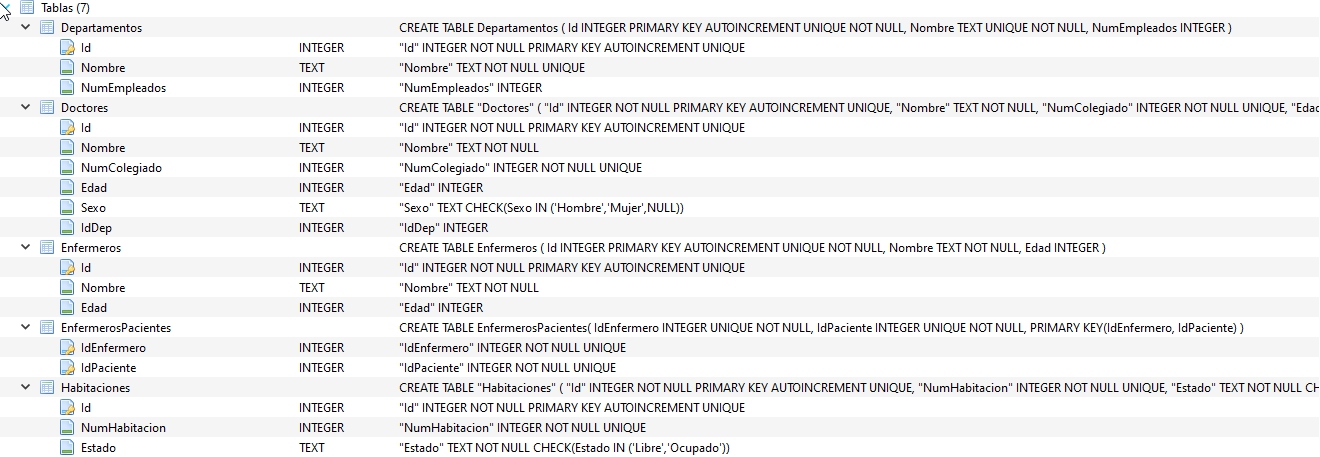 Tablas (7)
Departamentos CREATE TABLE Departamentos ( Id INTEGER PRIMARY KEY AUTOINCREMENT UNIQUE NOT NULL, Nombre TEXT UNIQUE NOT NULL, NumEmpleados INTEGER )
Id INTEGER "Id" INTEGER NOT NULL PRIMARY KEY AUTOINCREMENT UNIQUE
Nombre TEXT "Nombre" TEXT NOT NULL UNIQUE
NumEmpleados INTEGER "NumEmpleados" INTEGER
Doctores CREATE TABLE "Doctores" ( "Id" INTEGER NOT NULL PRIMARY KEY AUTOINCREMENT UNIQUE, "Nombre" TEXT NOT NULL, "NumColegiado" INTEGER NOT NULL UNIQUE, "Edad
Id INTEGER "Id" INTEGER NOT NULL PRIMARY KEY AUTOINCREMENT UNIQUE
Nombre TEXT "Nombre" TEXT NOT NULL
NumColegiado INTEGER "NumColegiado" INTEGER NOT NULL UNIQUE
Edad INTEGER "Edad" INTEGER
Sexo TEXT "Sexo" TEXT CHECK(Sexo IN ('Hombre','Mujer',NULL))
IdDep INTEGER "IdDep" INTEGER
Enfermeros CREATE TABLE Enfermeros ( Id INTEGER PRIMARY KEY AUTOINCREMENT UNIQUE NOT NULL, Nombre TEXT NOT NULL, Edad INTEGER )
Id INTEGER "Id" INTEGER NOT NULL PRIMARY KEY AUTOINCREMENT UNIQUE
Nombre TEXT "Nombre" TEXT NOT NULL
Edad INTEGER "Edad" INTEGER
EnfermerosPacientes CREATE TABLE EnfermerosPacientes( IdEnfermero INTEGER UNIQUE NOT NULL, IdPaciente INTEGER UNIQUE NOT NULL, PRIMARY KEY(IdEnfermero, IdPaciente) )
IdEnfermero INTEGER "IdEnfermero" INTEGER NOT NULL UNIQUE
IdPaciente INTEGER "IdPaciente" INTEGER NOT NULL UNIQUE
Habitaciones CREATE TABLE "Habitaciones" ( "Id" INTEGER NOT NULL PRIMARY KEY AUTOINCREMENT UNIQUE, "NumHabitacion" INTEGER NOT NULL UNIQUE, "Estado" TEXT NOT NULL CH
Id INTEGER "Id" INTEGER NOT NULL PRIMARY KEY AUTOINCREMENT UNIQUE
NumHabitacion INTEGER "NumHabitacion" INTEGER NOT NULL UNIQUE
Estado TEXT "Estado" TEXT NOT NULL CHECK(Estado IN ('Libre','Ocupado'))